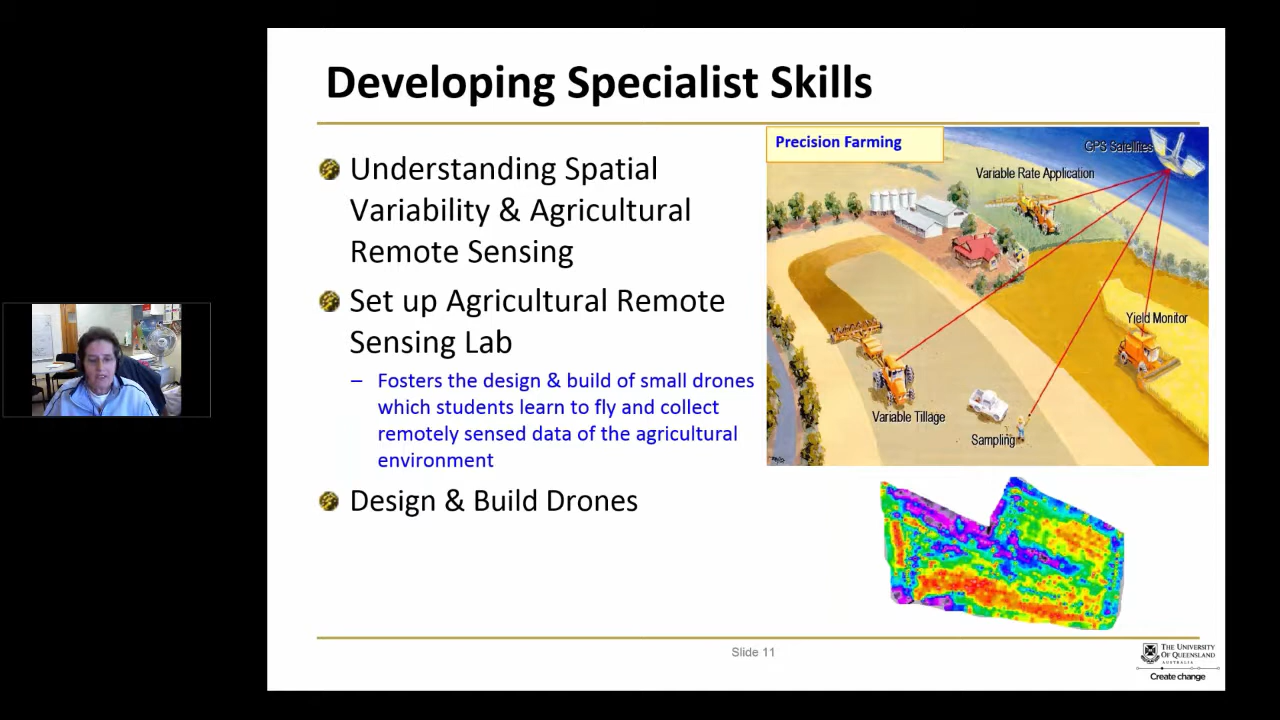 Developing Specialist Skills
Understanding Spatial
Variability & Agricultural
Remote Sensing
Set up Agricultural Remote
Sensing Lab
– Fosters the design & build of small drones
which students learn to fly and collect
remotely sensed data of the agricultural
environment
Design & Build Drones
Precision Farming
GPS Satellites
Variable Rate Application
Yield Monitor
Variable Tillage
Sampling
Slide 11
THE UNIVERSITY
OF QUEENSLAND
AUSTRALIA
Create change